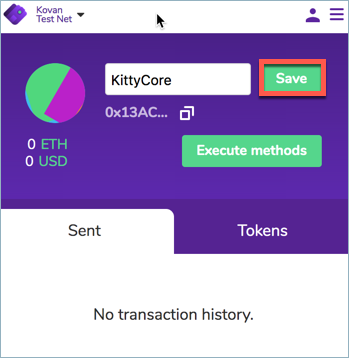 Kovan
Test Net
KittyCore
Save
0x13AC...
0 ETH
0 USD
Execute methods
Sent
Tokens
No transaction history.